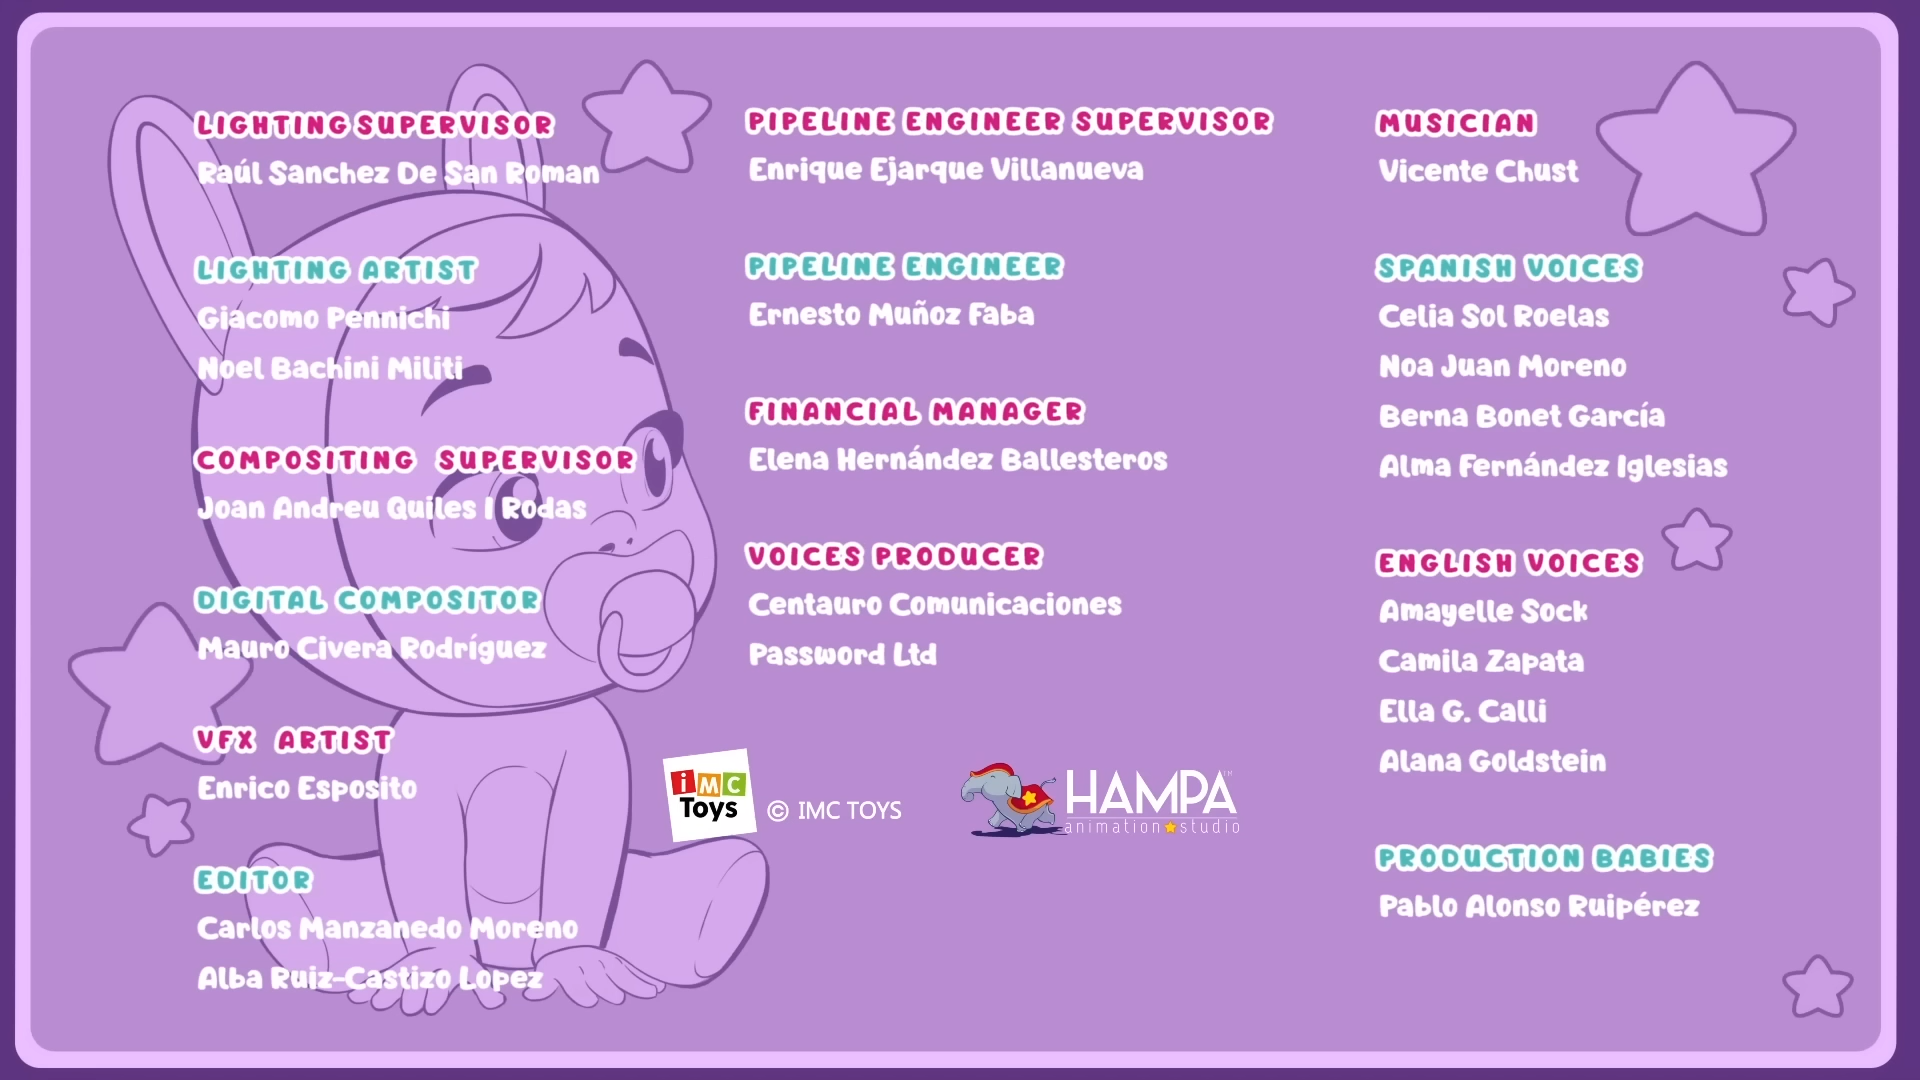 LIGHTING SUPERVISOR
Raúl Sanchez De San Roman
LIGHTING ARTIST
Giacomo Pennichi
Noel Bachini Militi
COMPOSITING SUPERVISOR
Joan Andreu Quiles I Rodas
DIGITAL COMPOSITOR
Mauro Civera Rodríguez
VFX ARTIST
Enrico Esposito
EDITOR
Carlos Manzanedo Moreno
Alba Ruiz-Castizo Lopez
PIPELINE ENGINEER SUPERVISOR
Enrique Ejarque Villanueva
PIPELINE ENGINEER
Ernesto Muñoz Faba
FINANCIAL MANAGER
Elena Hernández Ballesteros
VOICES PRODUCER
Centauro Comunicaciones
Password Ltd
iMC
Toys
© IMC TOYS
HAMPA™
animation studio
MUSICIAN
Vicente Chust
SPANISH VOICES
Celia Sol Roelas
Noa Juan Moreno
Berna Bonet García
Alma Fernández Iglesias
ENGLISH VOICES
Amayelle Sock
Camila Zapata
Ella G. Calli
Alana Goldstein
PRODUCTION BABIES
Pablo Alonso Ruipérez